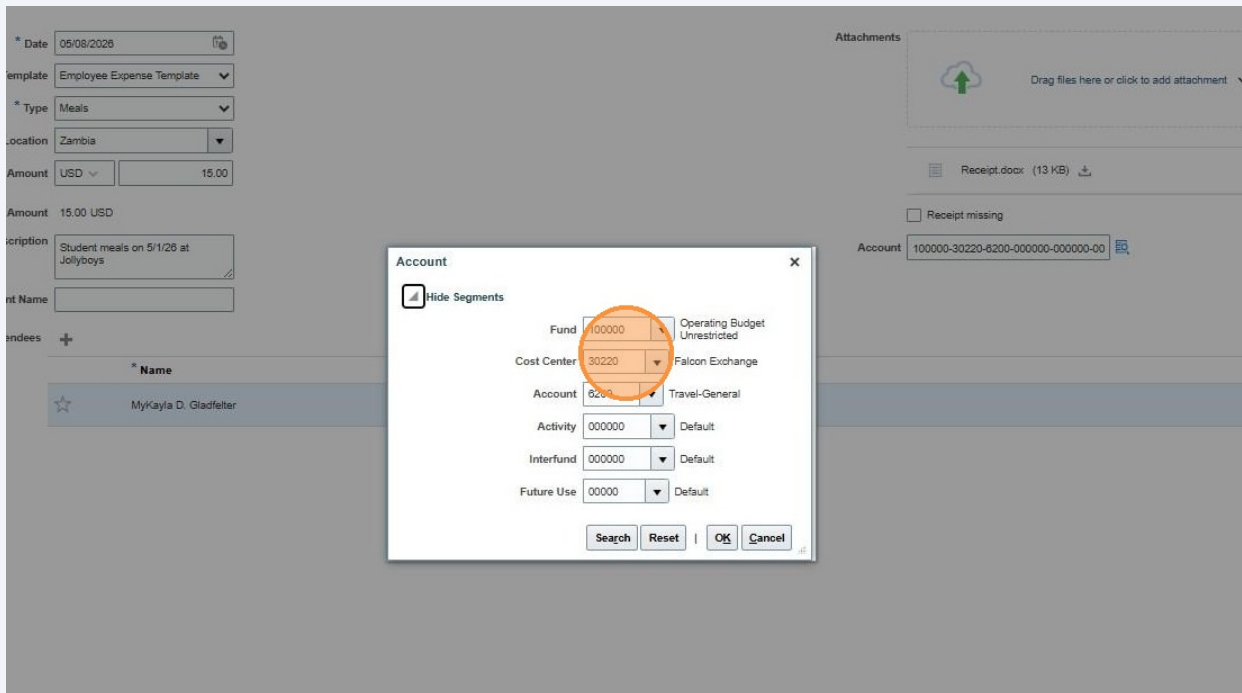 * Date 05/08/2026
Template Employee Expense Template
* Type Meals
Location Zambia
Amount USD 15.00
Amount 15.00 USD
scription Student meals on 5/1/26 at
Jollyboys
nt Name
endees
* Name
MyKayla D. Gladfelter
Attachments
Drag files here or click to add attachment
Receipt.docx (13 KB)
Receipt missing
Account 100000-30220-6200-000000-000000-00
Account
Hide Segments
Fund 100000 Operating Budget
Unrestricted
Cost Center 30220 Falcon Exchange
Account 6200 Travel-General
Activity 000000 Default
Interfund 000000 Default
Future Use 00000 Default
Search Reset | OK Cancel